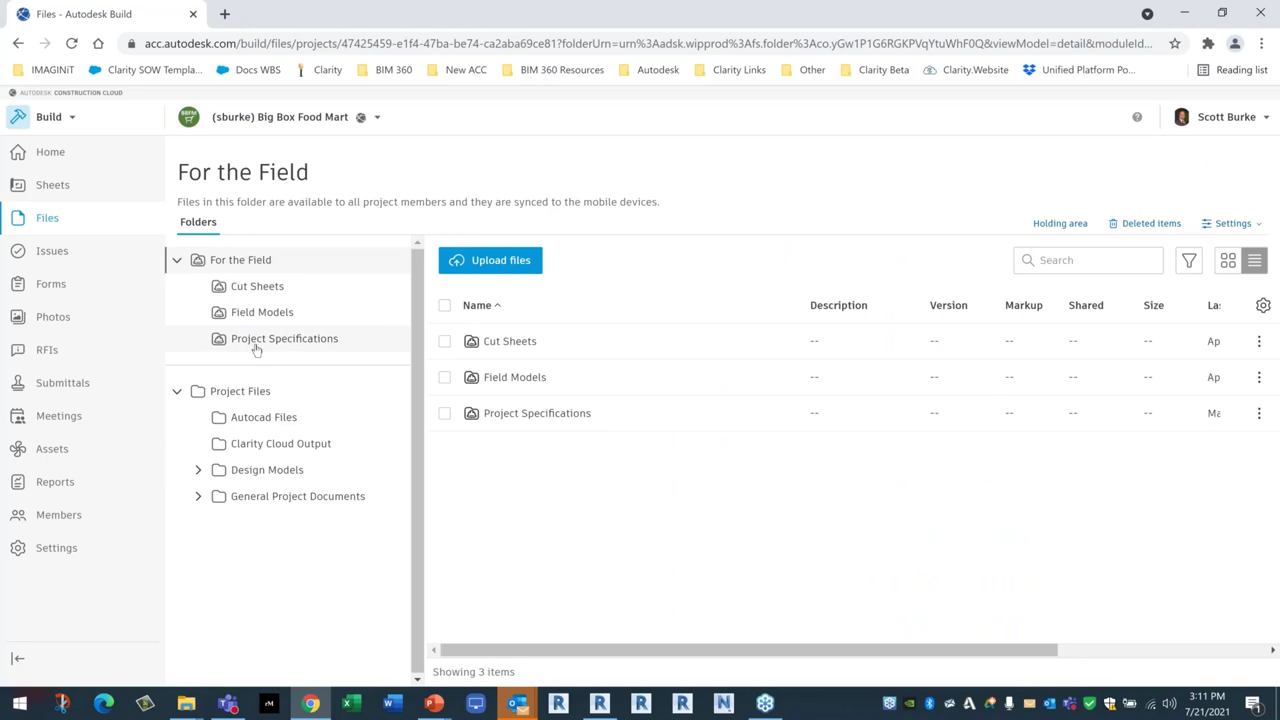 Files - Autodesk Build
acc.autodesk.com/build/files/projects/47425459-e1f4-47ba-be74-ca2aba69ce81?folderUrn=urn%3Aadsk.wipprod%3Afs.folder%3Aco.yGw1P1G6RGKPVqYtuWhF0Q&viewModel=detail&moduleId...
IMAGINiT Clarity SOW Templa... Docs WBS Clarity BIM 360 New ACC BIM 360 Resources Autodesk Clarity Links Other Clarity Beta Clarity.Website Unified Platform Po... Reading list
AUTODESK CONSTRUCTION CLOUD
Build SBFM (sburke) Big Box Food Mart Scott Burke
Home
Sheets
Files
Issues
Forms
Photos
RFIs
Submittals
Meetings
Assets
Reports
Members
Settings
For the Field
Files in this folder are available to all project members and they are synced to the mobile devices.
Folders Holding area Deleted items Settings
For the Field
Cut Sheets
Field Models
Project Specifications
Project Files
Autocad Files
Clarity Cloud Output
Design Models
General Project Documents
Upload files Search
Name Description Version Markup Shared Size La:
Cut Sheets -- -- -- -- -- Ap
Field Models -- -- -- -- -- Ap
Project Specifications -- -- -- -- -- Ma
Showing 3 items
3:11 PM
7/21/2021